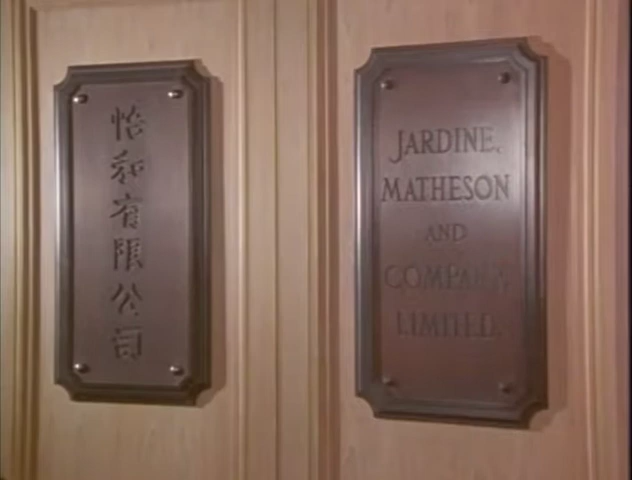 怡和有限公司
JARDINE,
MATHESON
AND
COMPANY,
LIMITED.